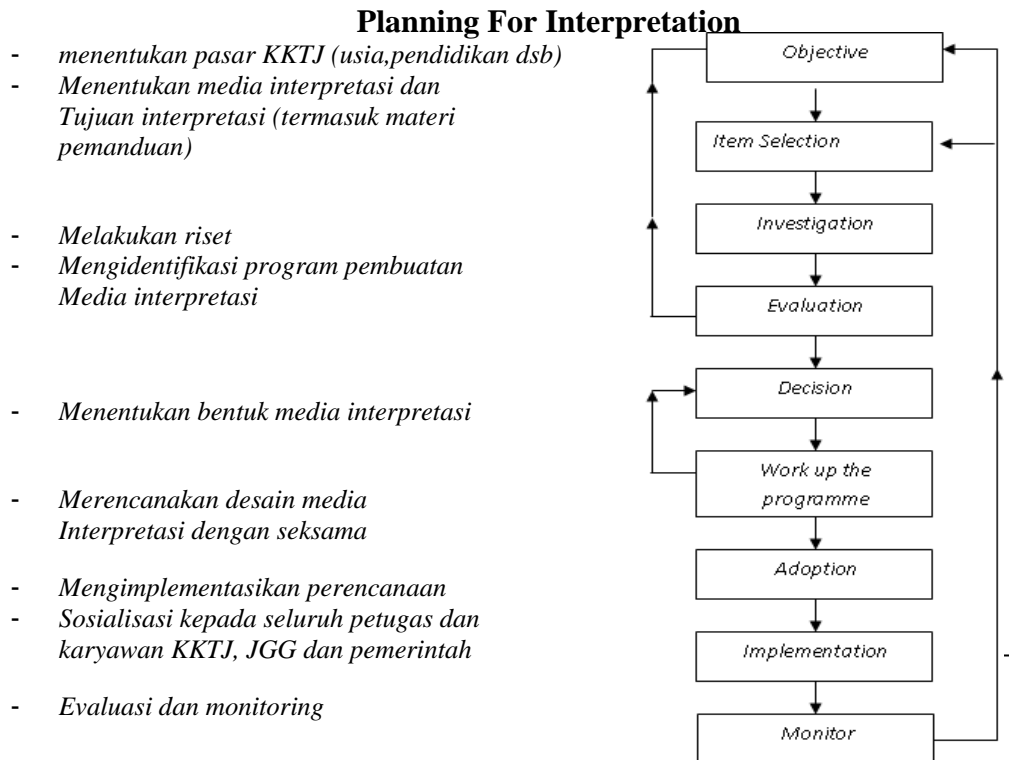 Planning For Interpretation
- menentukan pasar KKTJ (usia,pendidikan dsb)
- Menentukan media interpretasi dan
Tujuan interpretasi (termasuk materi
pemanduan)
- Melakukan riset
- Mengidentifikasi program pembuatan
Media interpretasi
- Menentukan bentuk media interpretasi
- Merencanakan desain media
Interpretasi dengan seksama
- Mengimplementasikan perencanaan
- Sosialisasi kepada seluruh petugas dan
karyawan KKTJ, JGG dan pemerintah
- Evaluasi dan monitoring
Objective
Item Selection
Investigation
Evaluation
Decision
Work up the
programme
Adoption
Implementation
Monitor